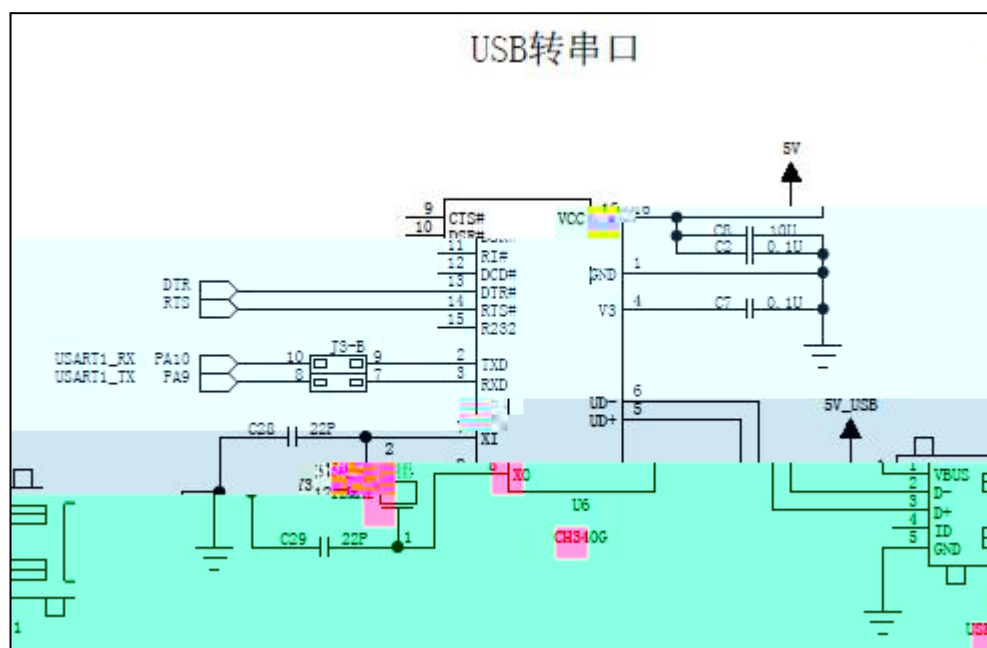 USB转串口
5V
9 CTS# VCC
10
C8 10U
C2 0.1U
11 RI#
12 DCD# GND 1
DTR 13 DTR#
RTS 14 RTS# V3 4 C7 0.1U
15 R232
J3-B
USART1_RX PA10 10 9 2 TXD
USART1_TX PA9 8 7 3 RXD
UD- 6
UD+ 5
5V_USB
C28 22P XI
2
XO
1 VBUS
2 D-
3 D+
4 ID
5 GND
U6
CH340G
C29 22P 1
1